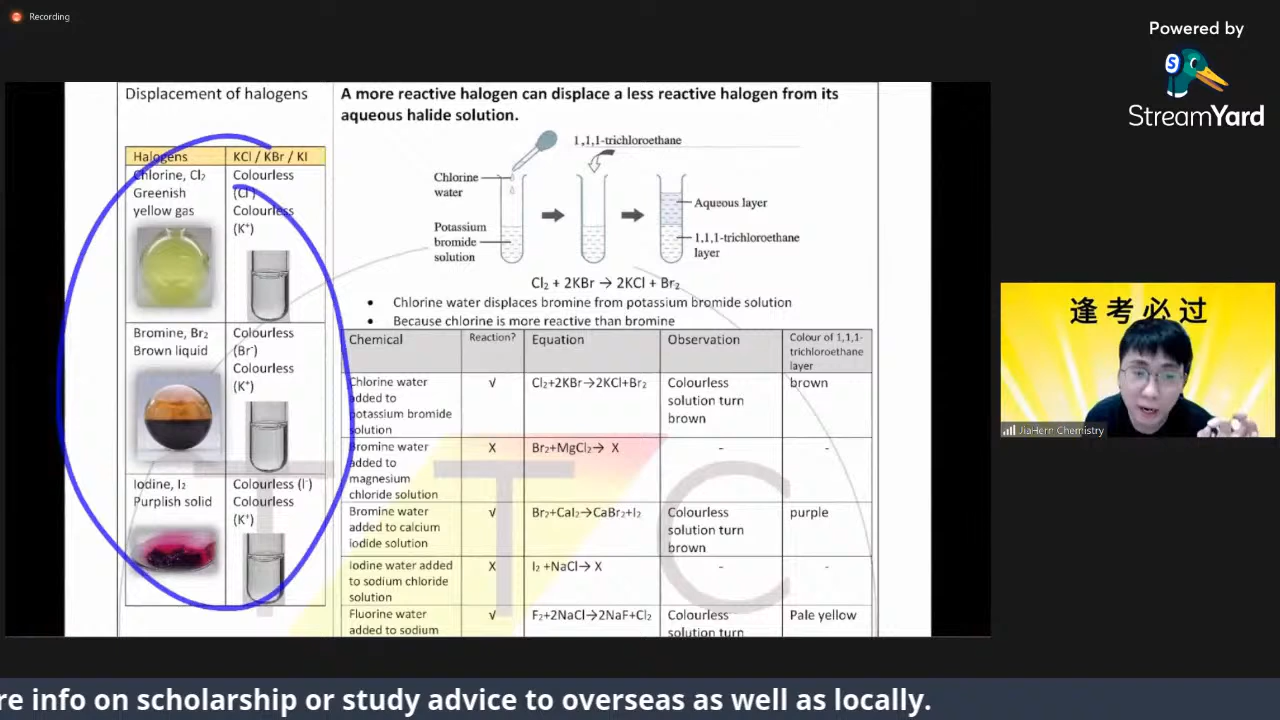 Recording
Powered by
StreamYard
Displacement of halogens
Halogens
KCl / KBr / KI
Chlorine, Cl₂
Greenish
yellow gas
Colourless
(Cl⁻)
Colourless
(K⁺)
Bromine, Br₂
Brown liquid
Colourless
(Br⁻)
Colourless
(K⁺)
Iodine, I₂
Purplish solid
Colourless (I⁻)
Colourless
(K⁺)
A more reactive halogen can displace a less reactive halogen from its
aqueous halide solution.
1,1,1-trichloroethane
Chlorine
water
Potassium
bromide
solution
Aqueous layer
1,1,1-trichloroethane
layer
Cl₂ + 2KBr → 2KCl + Br₂
• Chlorine water displaces bromine from potassium bromide solution
• Because chlorine is more reactive than bromine
Chemical
Reaction?
Equation
Observation
Colour of 1,1,1-
trichloroethane
layer
Chlorine water
added to
potassium bromide
solution
√
Cl₂+2KBr→2KCl+Br₂
Colourless
solution turn
brown
brown
Bromine water
added to
magnesium
chloride solution
X
Br₂+MgCl₂→ X
-
-
Bromine water
added to calcium
iodide solution
√
Br₂+CaI₂→CaBr₂+I₂
Colourless
solution turn
brown
purple
Iodine water added
to sodium chloride
solution
X
I₂ +NaCl→ X
-
-
Fluorine water
added to sodium
√
F₂+2NaCl→2NaF+Cl₂
Colourless
solution turn
Pale yellow
T T C
逢考必过
JiaHern Chemistry
re info on scholarship or study advice to overseas as well as locally.